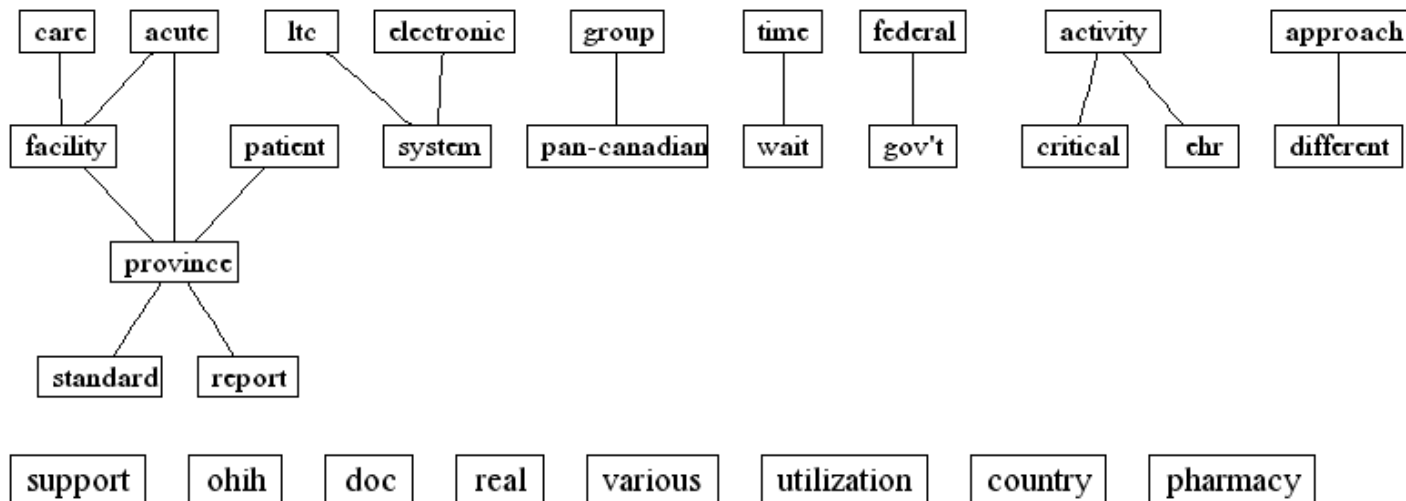 care acute ltc electronic group time federal activity approach
facility patient system pan-canadian wait gov't critical ehr different
province
standard report
support ohih doc real various utilization country pharmacy